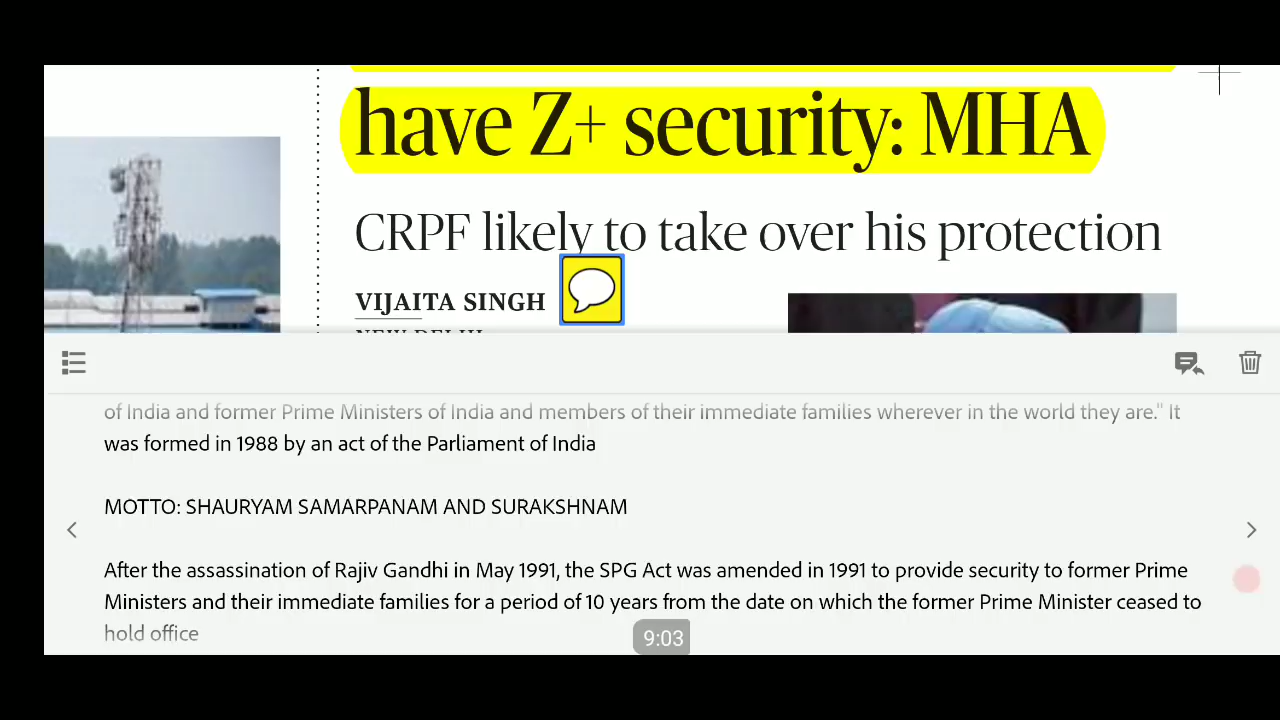 have Z+ security: MHA
CRPF likely to take over his protection
VIJAITA SINGH
NEW DELHI
of India and former Prime Ministers of India and members of their immediate families wherever in the world they are." It
was formed in 1988 by an act of the Parliament of India
MOTTO: SHAURYAM SAMARPANAM AND SURAKSHNAM
After the assassination of Rajiv Gandhi in May 1991, the SPG Act was amended in 1991 to provide security to former Prime
Ministers and their immediate families for a period of 10 years from the date on which the former Prime Minister ceased to
hold office
9:03